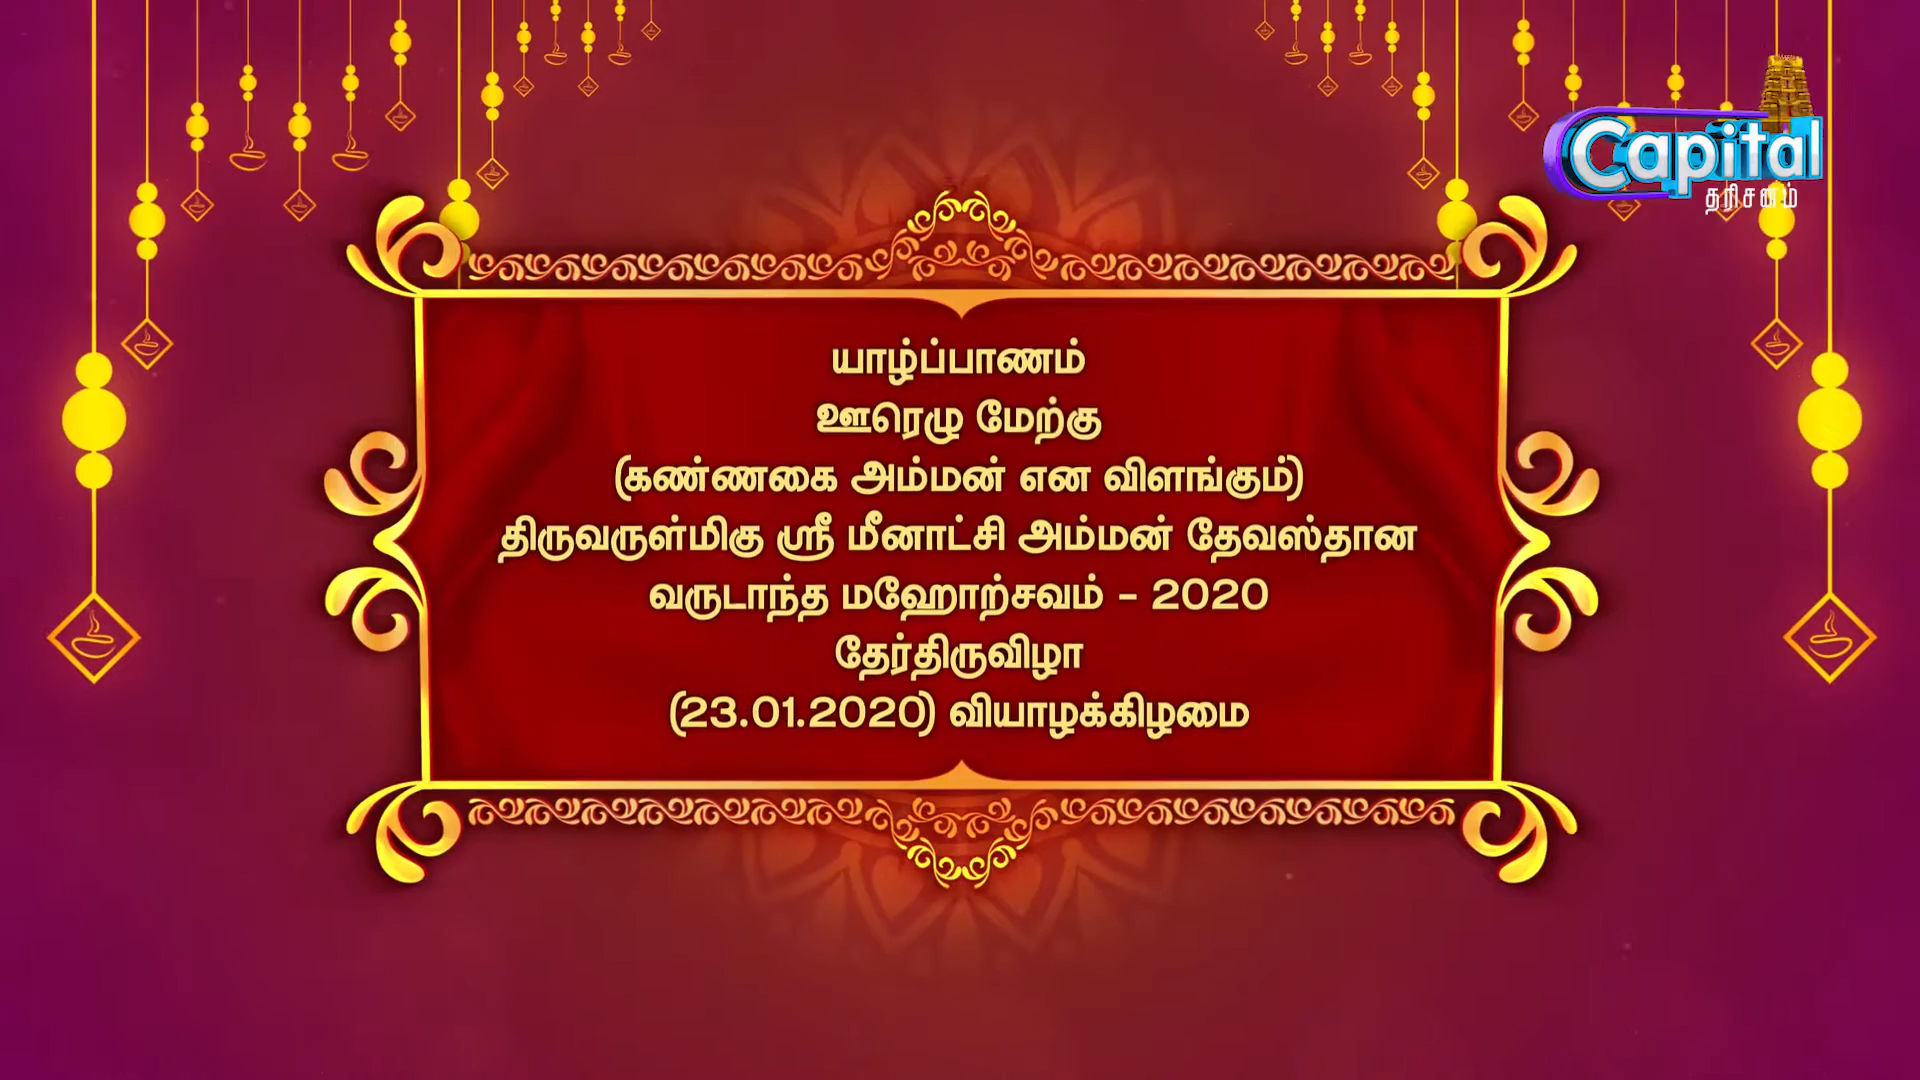 Capital
தரிசனம்
யாழ்ப்பாணம்
ஊரெழு மேற்கு
(கண்ணகை அம்மன் என விளங்கும்)
திருவருள்மிகு ஸ்ரீ மீனாட்சி அம்மன் தேவஸ்தான
வருடாந்த மஹோற்சவம் - 2020
தேர்திருவிழா
(23.01.2020) வியாழக்கிழமை